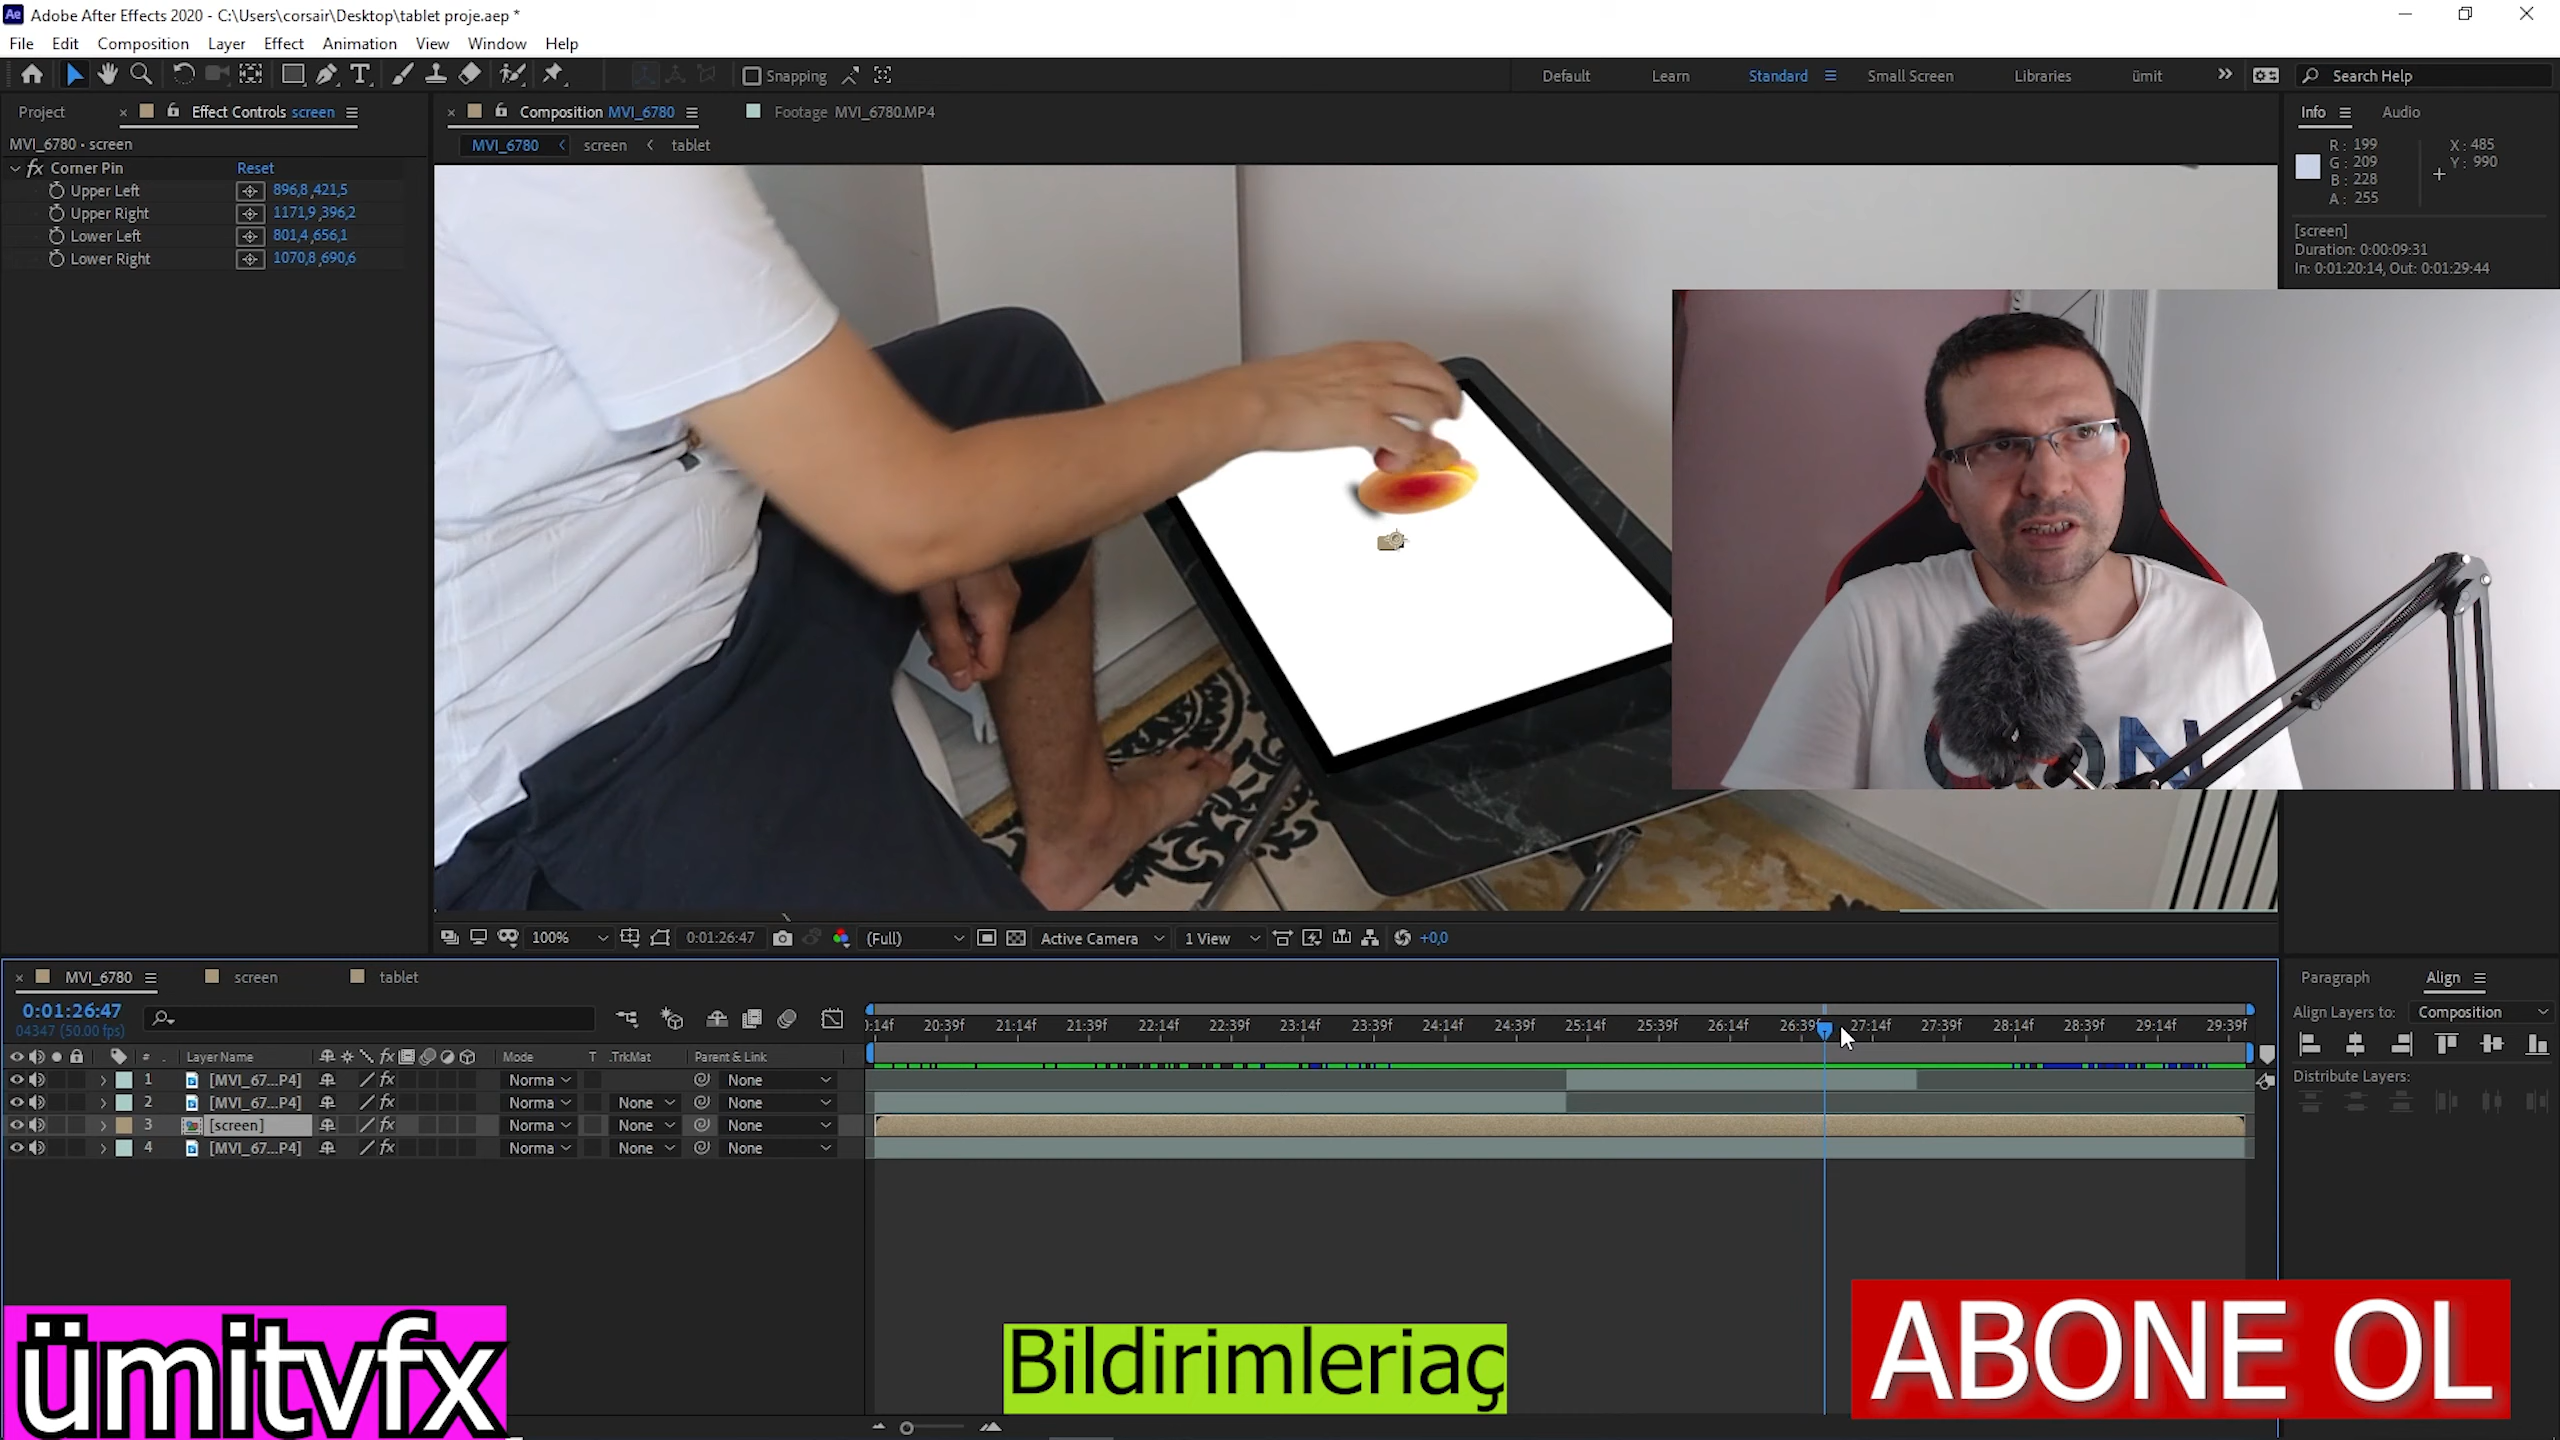 Adobe After Effects 2020 - C:\Users\corsair\Desktop\tablet proje.aep *
File Edit Composition Layer Effect Animation View Window Help
Snapping Default Learn Standard Small Screen Libraries ümit Search Help
Project Effect Controls screen
MVI_6780 • screen
fx Corner Pin Reset
Upper Left 896,8 ,421,5
Upper Right 1171,9 ,396,2
Lower Left 801,4 ,656,1
Lower Right 1070,8 ,690,6
Composition MVI_6780 Footage MVI_6780.MP4
MVI_6780 screen tablet
Info Audio
R : 199 X : 485
G : 209 Y : 990
B : 228
A : 255
[screen]
Duration: 0:00:09:31
In: 0:01:20:14, Out: 0:01:29:44
100% 0:01:26:47 (Full) Active Camera 1 View +0,0
MVI_6780 screen tablet
0:01:26:47
04347 (50.00 fps)
:14f 20:39f 21:14f 21:39f 22:14f 22:39f 23:14f 23:39f 24:14f 24:39f 25:14f 25:39f 26:14f 26:39f 27:14f 27:39f 28:14f 28:39f 29:14f 29:39f
# Layer Name fx Mode T .TrkMat Parent & Link
1 [MVI_67...P4] fx Norma None
2 [MVI_67...P4] fx Norma None None
3 [screen] fx Norma None None
4 [MVI_67...P4] fx Norma None None
Paragraph Align
Align Layers to: Composition
Distribute Layers:
ümitvfx
Bildirimleriaç
ABONE OL